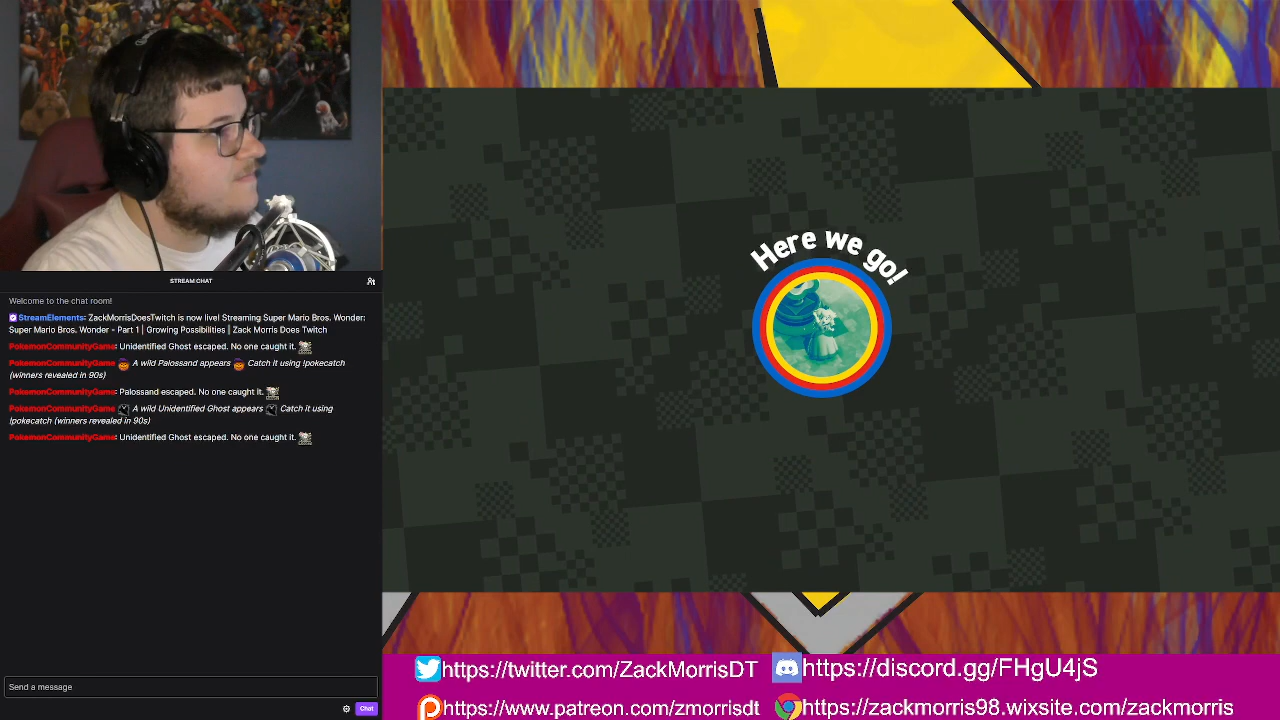 STREAM CHAT
Welcome to the chat room!
StreamElements: ZackMorrisDoesTwitch is now live! Streaming Super Mario Bros. Wonder:
Super Mario Bros. Wonder - Part 1 | Growing Possibilities | Zack Morris Does Twitch
PokemonCommunityGame: Unidentified Ghost escaped. No one caught it.
PokemonCommunityGame A wild Palossand appears Catch it using !pokecatch
(winners revealed in 90s)
PokemonCommunityGame: Palossand escaped. No one caught it.
PokemonCommunityGame A wild Unidentified Ghost appears Catch it using
!pokecatch (winners revealed in 90s)
PokemonCommunityGame: Unidentified Ghost escaped. No one caught it.
Send a message
Chat
Here we go!
https://twitter.com/ZackMorrisDT
https://discord.gg/FHgU4jS
https://www.patreon.com/zmorrisdt
https://zackmorris98.wixsite.com/zackmorris